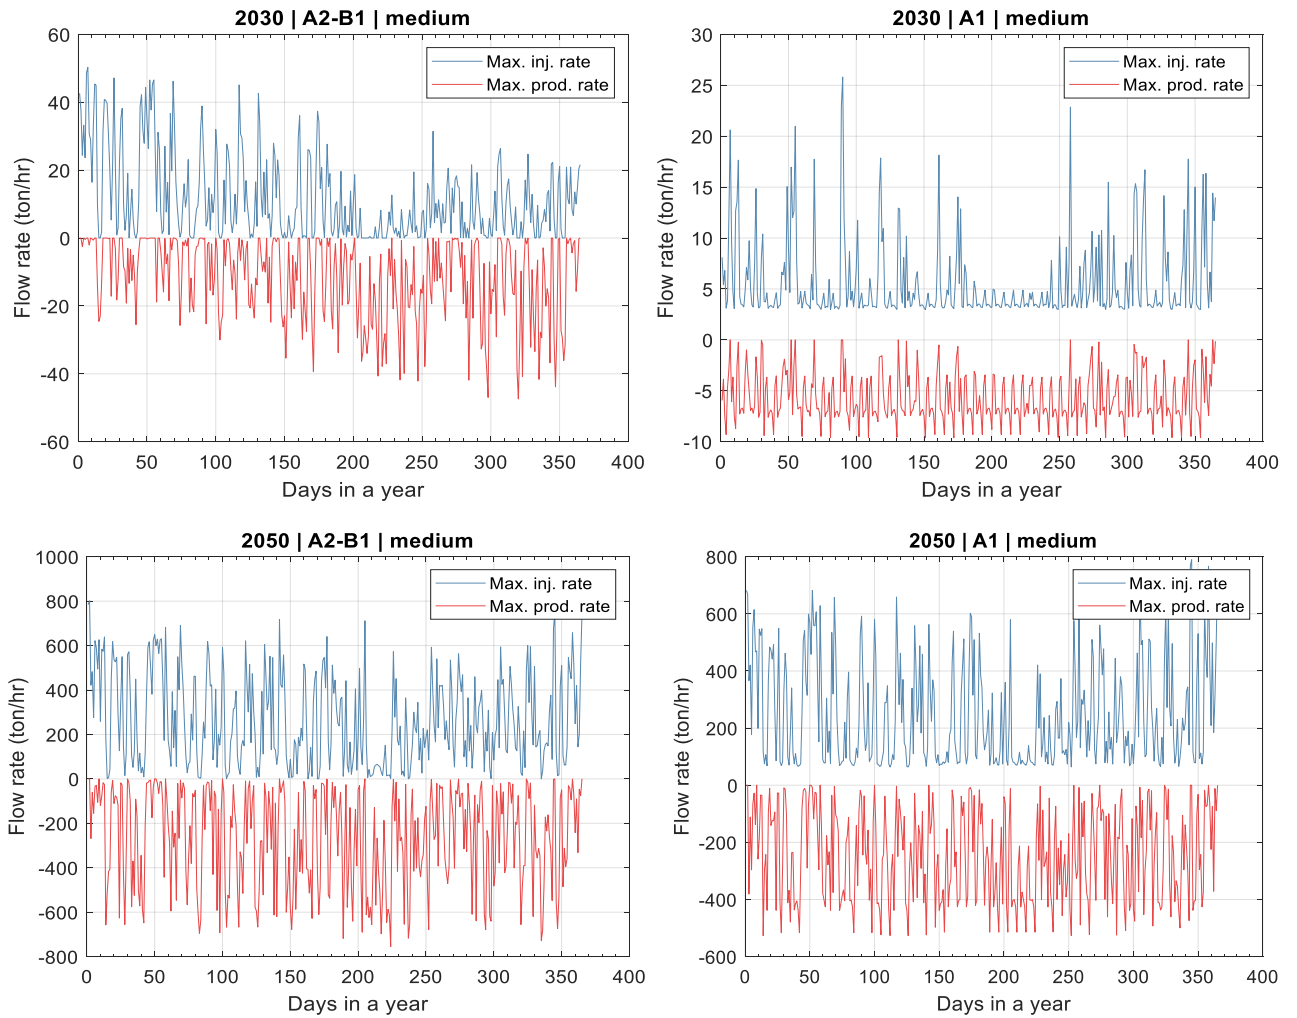 2030 | A2-B1 | medium
60
40
20
0
-20
-40
-60
Flow rate (ton/hr)
Max. inj. rate
Max. prod. rate
0 50 100 150 200 250 300 350 400
Days in a year
2030 | A1 | medium
30
25
20
15
10
5
0
-5
-10
Flow rate (ton/hr)
Max. inj. rate
Max. prod. rate
0 50 100 150 200 250 300 350 400
Days in a year
2050 | A2-B1 | medium
1000
800
600
400
200
0
-200
-400
-600
-800
Flow rate (ton/hr)
Max. inj. rate
Max. prod. rate
0 50 100 150 200 250 300 350 400
Days in a year
2050 | A1 | medium
800
600
400
200
0
-200
-400
-600
Flow rate (ton/hr)
Max. inj. rate
Max. prod. rate
0 50 100 150 200 250 300 350 400
Days in a year